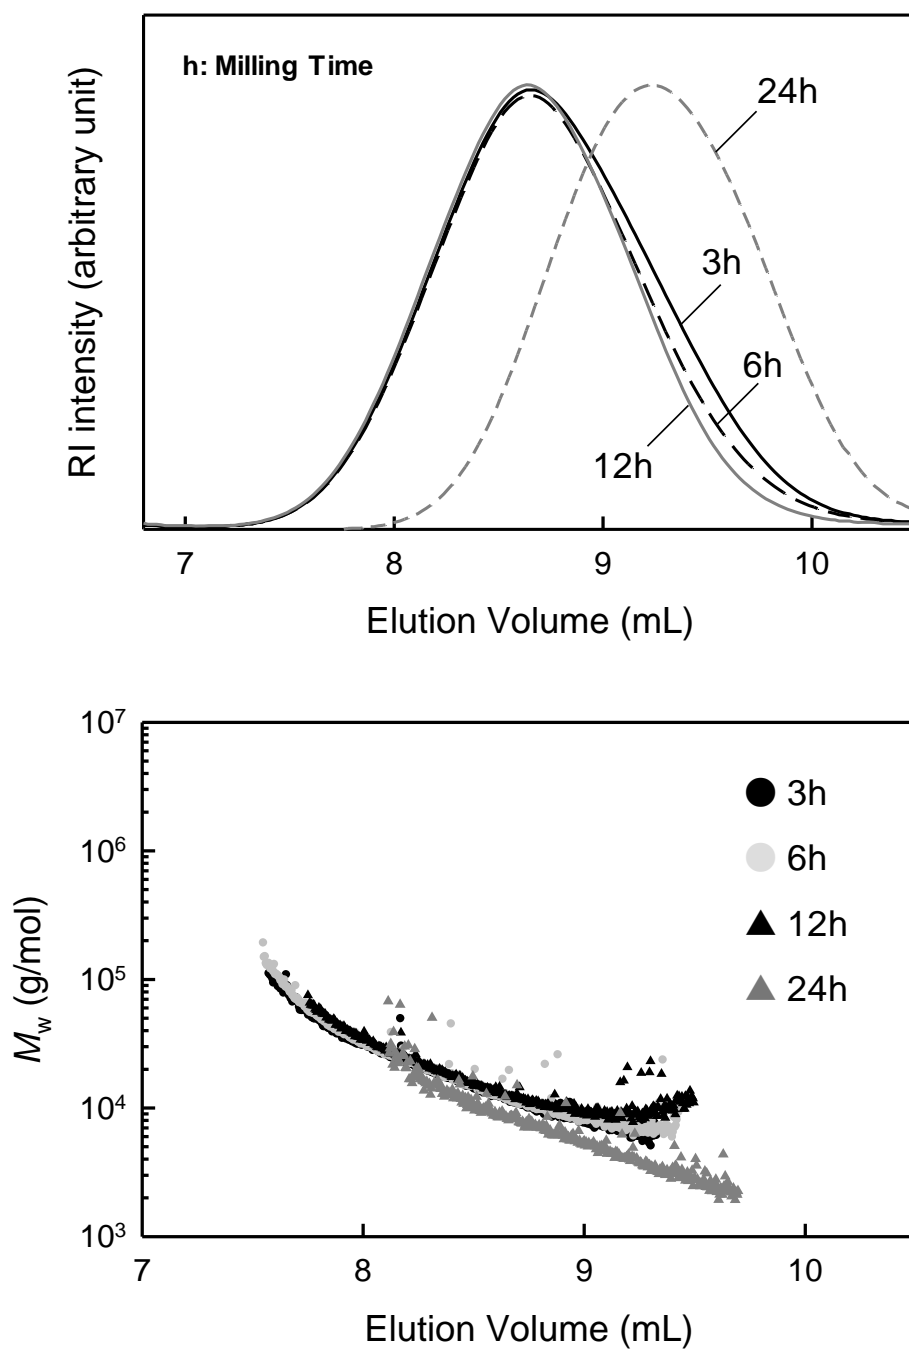 h: Milling Time
24h
3h
6h
12h
RI intensity (arbitrary unit)
7 8 9 10
Elution Volume (mL)
10⁷
10⁶
10⁵
10⁴
10³
3h
6h
12h
24h
Mw (g/mol)
7 8 9 10
Elution Volume (mL)